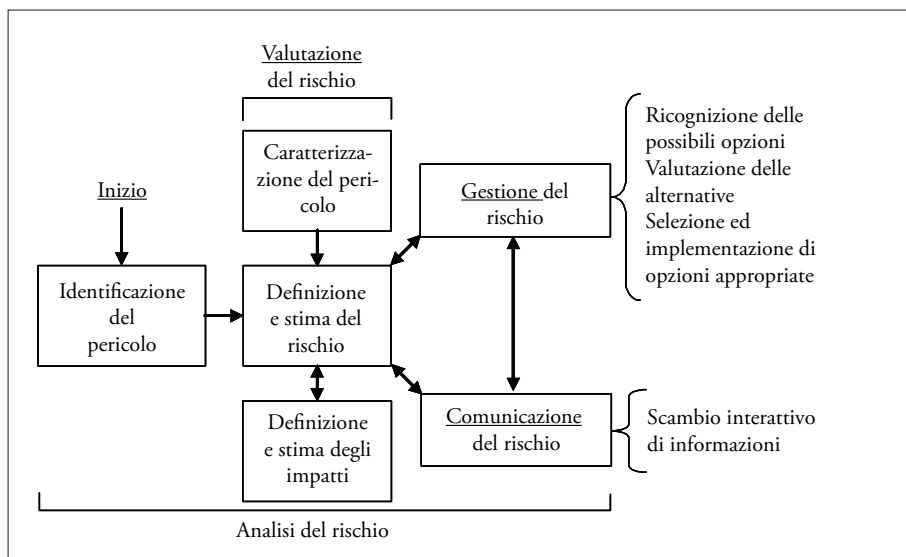 Valutazione
del rischio
Caratterizza-
zione del peri-
colo
Inizio
Identificazione
del
pericolo
Definizione
e stima del
rischio
Definizione
e stima degli
impatti
Gestione del
rischio
Comunicazione
del rischio
Ricognizione delle
possibili opzioni
Valutazione delle
alternative
Selezione ed
implementazione di
opzioni appropriate
Scambio interattivo
di informazioni
Analisi del rischio